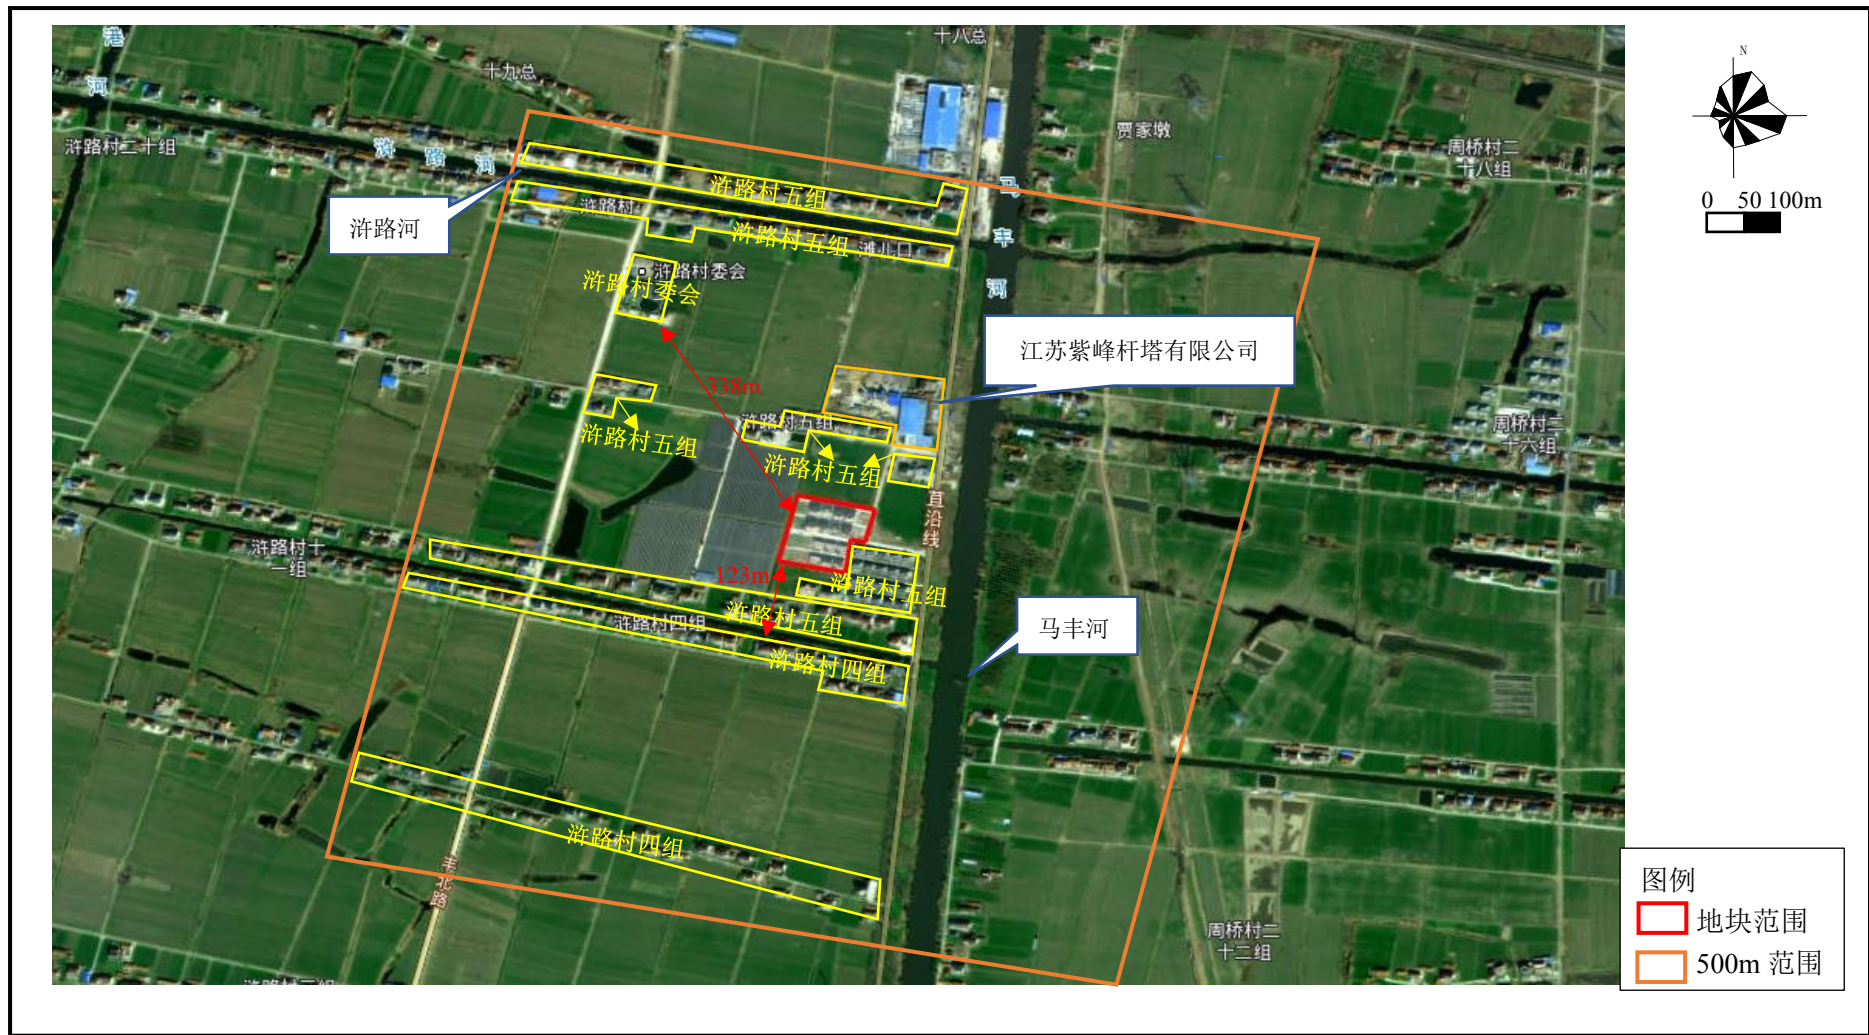 港
河
十八总
十九总
N
浒路村二十组
浒 路 河
贾家墩
周桥村二
十八组
马
丰
河
0 50 100m
浒路村五组
浒路村
浒路河
浒路村五组
滩北口
浒路村委会
浒路村委会
江苏紫峰杆塔有限公司
338m
浒路村五组
浒路村五组
浒路村五组
周桥村二
十六组
直
沿
线
浒路村十
一组
123m
浒路村五组
浒路村五组
浒路村四组
马丰河
浒路村四组
浒路村四组
丰
北
路
图例
地块范围
500m 范围
周桥村二
十二组